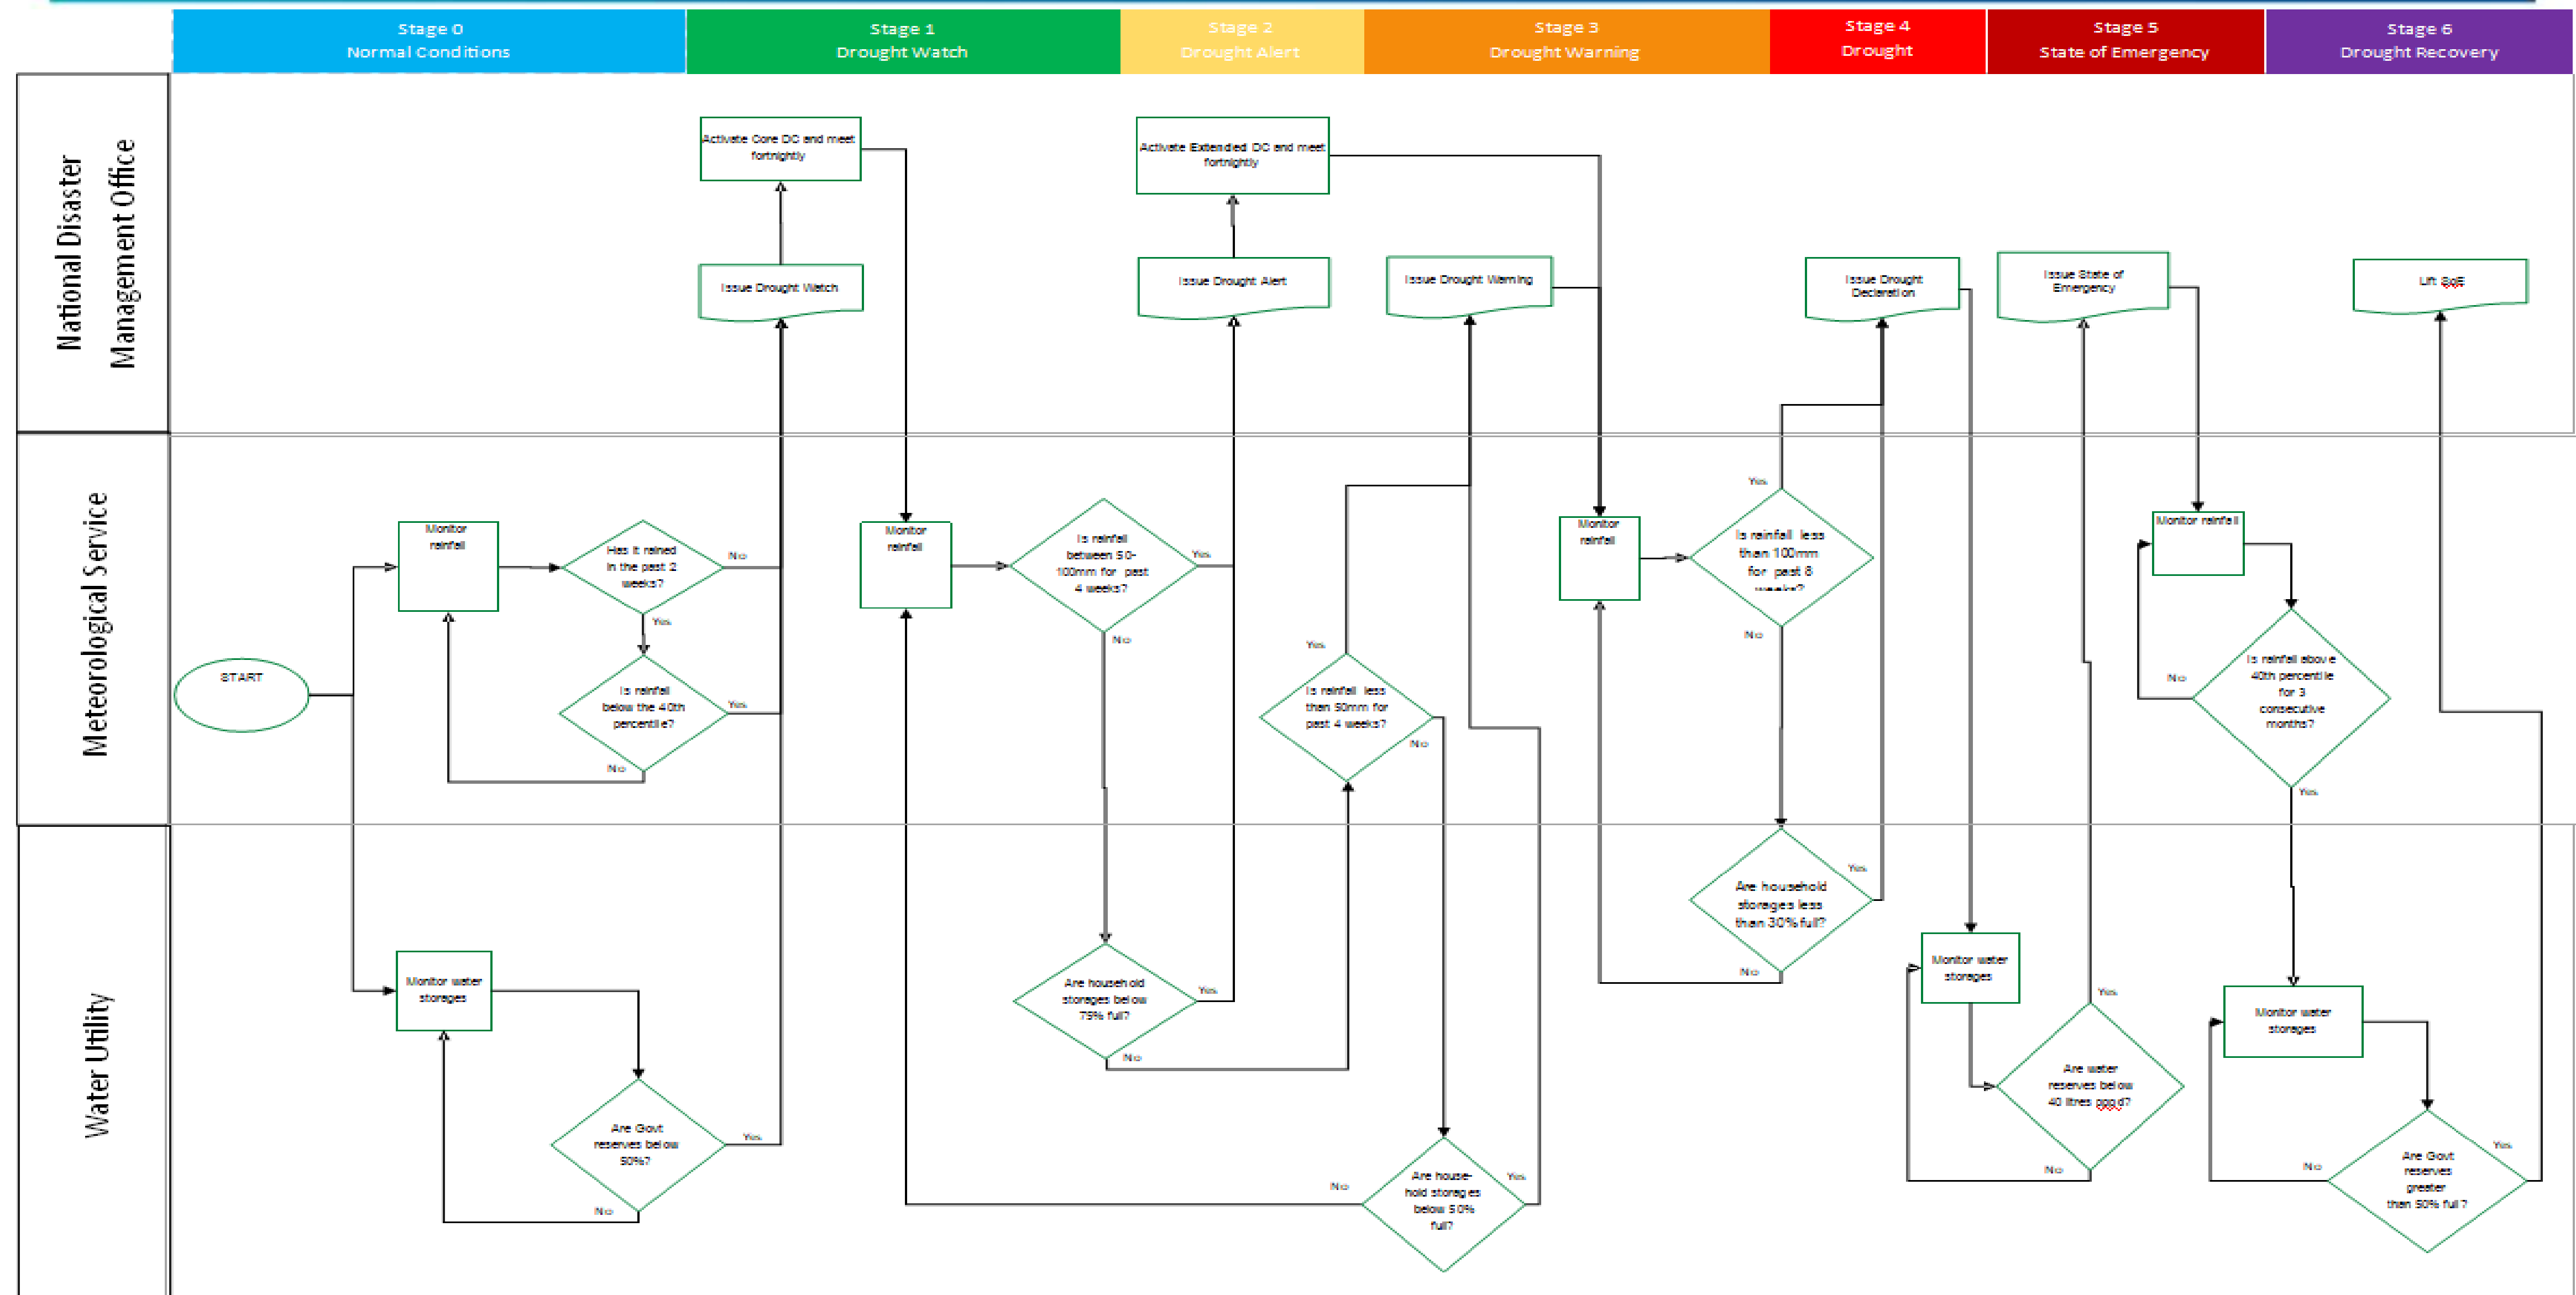 Stage 0
Normal Conditions
Stage 1
Drought Watch
Stage 2
Drought Alert
Stage 3
Drought Warning
Stage 4
Drought
Stage 5
State of Emergency
Stage 6
Drought Recovery
National Disaster
Management Office
Activate Core DC and meet
fortnightly
Issue Drought Watch
Activate Extended DC and meet
fortnightly
Issue Drought Alert
Issue Drought Warning
Issue Drought
Declaration
Issue State of
Emergency
Lift SoE
Meteorological Service
START
Monitor
rainfall
Has it rained
in the past 2
weeks?
No
Yes
Is rainfall
below the 40th
percentile?
Yes
No
Monitor
rainfall
Is rainfall
between 50-
100mm for past
4 weeks?
Yes
No
Is rainfall less
than 50mm for
past 4 weeks?
Yes
No
Monitor
rainfall
Is rainfall less
than 100mm
for past 8
weeks?
Yes
No
Monitor rainfall
Is rainfall above
40th percentile
for 3
consecutive
months?
No
Yes
Water Utility
Monitor water
storages
Are Govt
reserves below
50%?
Yes
No
Are household
storages below
75% full?
Yes
No
Are house-
hold storages
below 50%
full?
No
Yes
Are household
storages less
than 30% full?
Yes
No
Monitor water
storages
Are water
reserves below
40 litres pppd?
Yes
No
Monitor water
storages
Are Govt
reserves
greater
than 50% full?
No
Yes